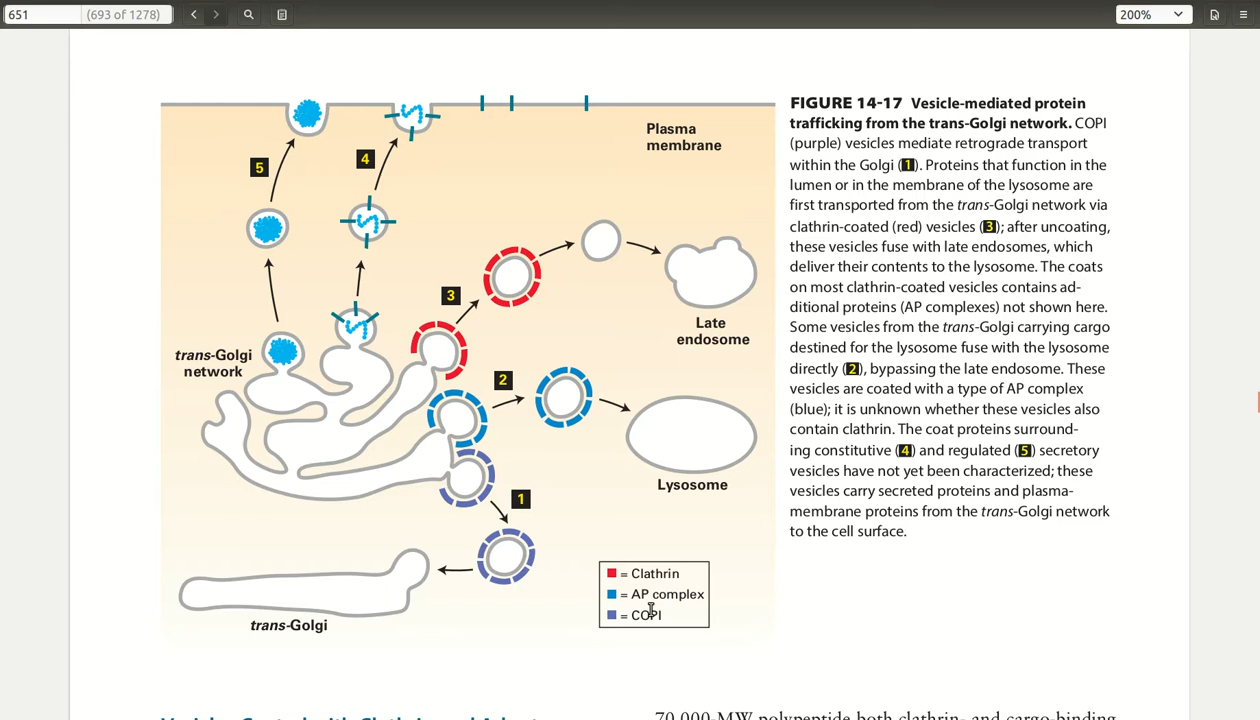 651
(693 of 1278)
200%
Plasma
membrane
5
4
3
Late
endosome
trans-Golgi
network
2
Lysosome
1
trans-Golgi
= Clathrin
= AP complex
= COPI
FIGURE 14-17 Vesicle-mediated protein
trafficking from the trans-Golgi network. COPI
(purple) vesicles mediate retrograde transport
within the Golgi (1). Proteins that function in the
lumen or in the membrane of the lysosome are
first transported from the trans-Golgi network via
clathrin-coated (red) vesicles (3); after uncoating,
these vesicles fuse with late endosomes, which
deliver their contents to the lysosome. The coats
on most clathrin-coated vesicles contains ad-
ditional proteins (AP complexes) not shown here.
Some vesicles from the trans-Golgi carrying cargo
destined for the lysosome fuse with the lysosome
directly (2), bypassing the late endosome. These
vesicles are coated with a type of AP complex
(blue); it is unknown whether these vesicles also
contain clathrin. The coat proteins surround-
ing constitutive (4) and regulated (5) secretory
vesicles have not yet been characterized; these
vesicles carry secreted proteins and plasma-
membrane proteins from the trans-Golgi network
to the cell surface.
70,000-MW polypeptide both clathrin- and cargo-binding